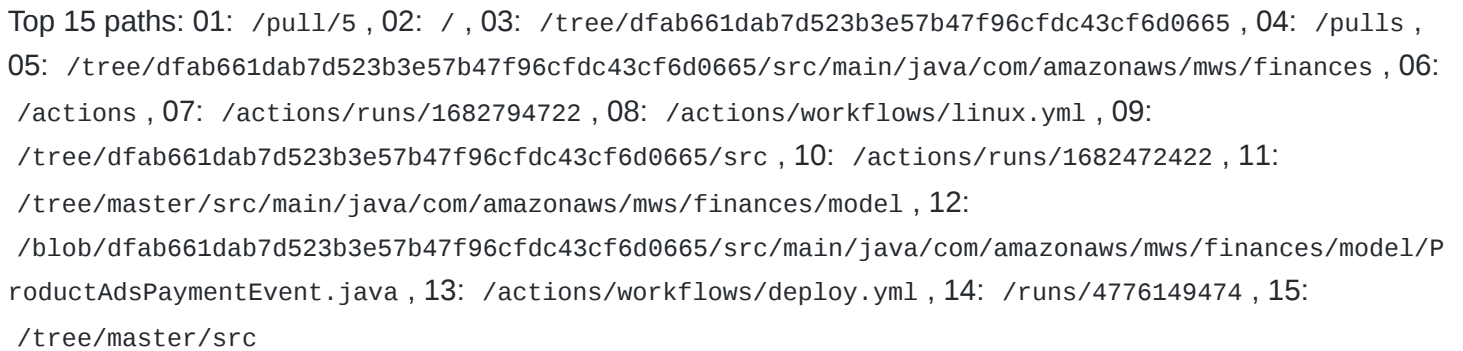 Top 15 paths: 01: /pull/5 , 02: / , 03: /tree/dfab661dab7d523b3e57b47f96cfdc43cf6d0665 , 04: /pulls ,
05: /tree/dfab661dab7d523b3e57b47f96cfdc43cf6d0665/src/main/java/com/amazonaws/mws/finances , 06:
/actions , 07: /actions/runs/1682794722 , 08: /actions/workflows/linux.yml , 09:
/tree/dfab661dab7d523b3e57b47f96cfdc43cf6d0665/src , 10: /actions/runs/1682472422 , 11:
/tree/master/src/main/java/com/amazonaws/mws/finances/model , 12:
/blob/dfab661dab7d523b3e57b47f96cfdc43cf6d0665/src/main/java/com/amazonaws/mws/finances/model/P
roductAdsPaymentEvent.java , 13: /actions/workflows/deploy.yml , 14: /runs/4776149474 , 15:
/tree/master/src